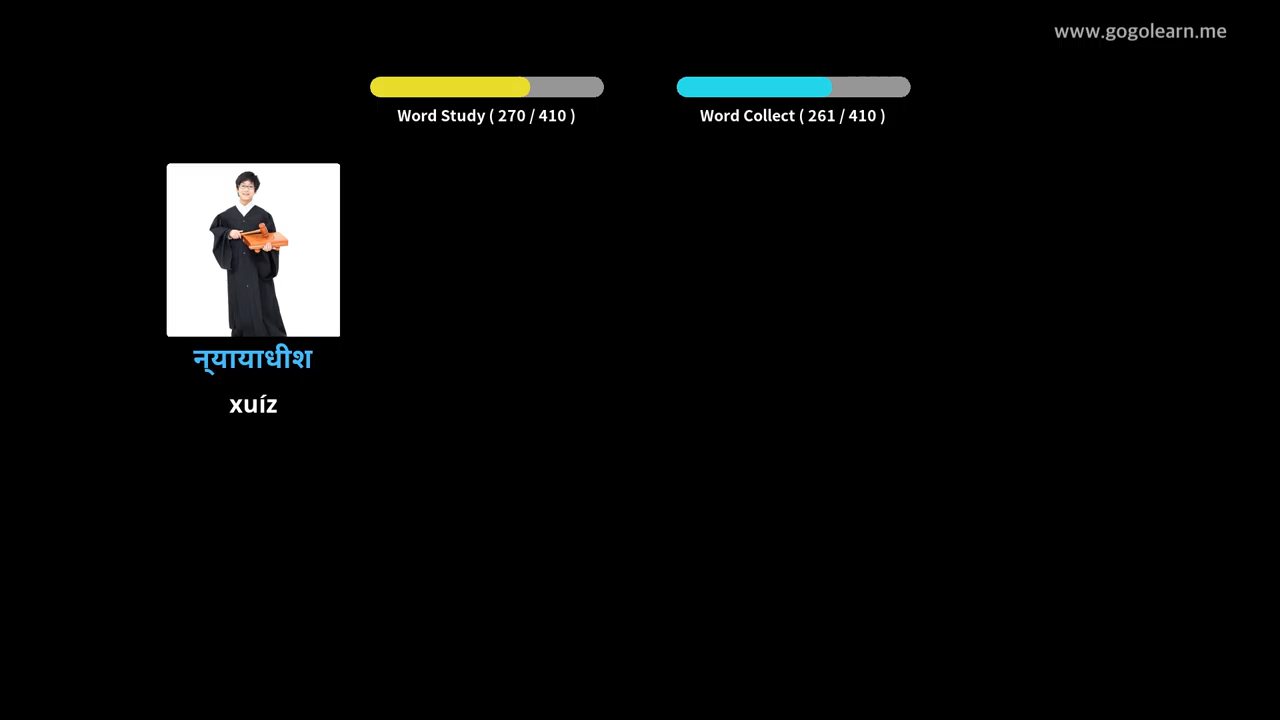 www.gogolearn.me
Word Study ( 270 / 410 )
Word Collect ( 261 / 410 )
न्यायाधीश
xuíz